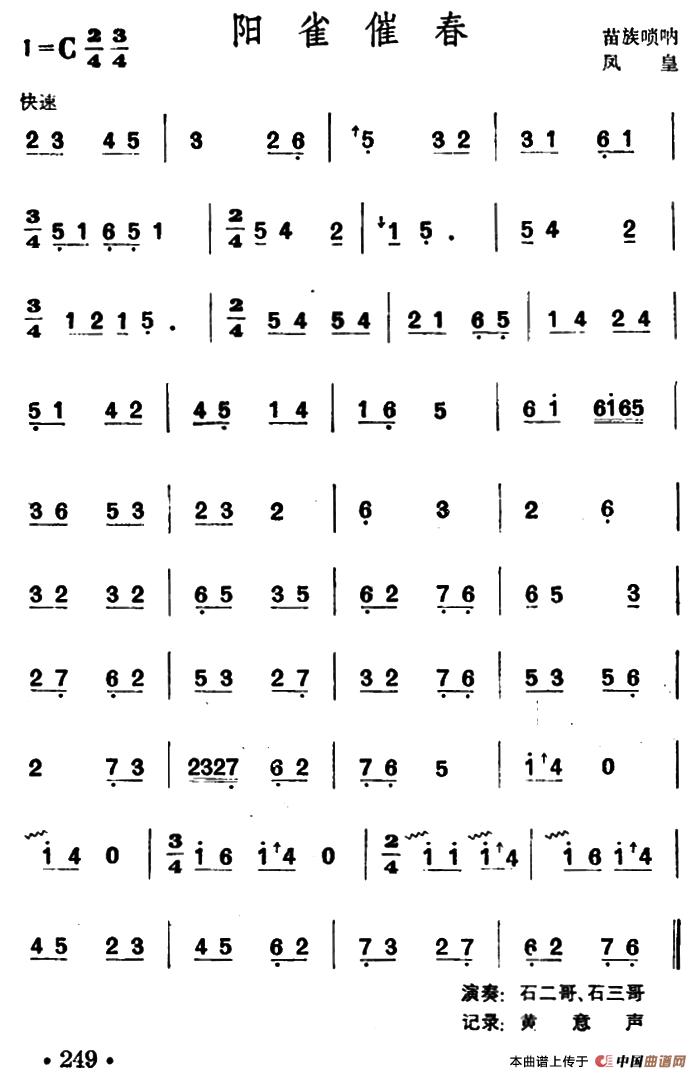 阳雀催春
1=C 2/4 3/4
苗族唢呐
凤 皇
快速
2 3 4 5 | 3 2 6̣ | ↑5̣ 3 2 | 3 1 6̣ 1 |
3/4 5̣ 1 6̣ 5̣ 1 | 2/4 5 4 2 | ↓1 5̣ . | 5 4 2 |
3/4 1 2 1 5̣ . | 2/4 5 4 5 4 | 2 1 6̣ 5̣ | 1 4 2 4 |
5̣ 1 4 2 | 4 5̣ 1 4 | 1 6̣ 5 | 6 i 6i65 |
3 6 5 3 | 2 3 2 | 6̣ 3 | 2 6̣ |
3 2 3 2 | 6̣ 5 3 5 | 6̣ 2 7̣ 6̣ | 6 5 3 |
2 7̣ 6̣ 2 | 5 3 2 7̣ | 3 2 7̣ 6̣ | 5 3 5 6̣ |
2 7̣ 3 | 2327̣ 6̣ 2 | 7̣ 6̣ 5 | i ↑4 0 |
i 4 0 | 3/4 i 6 i ↑4 0 | 2/4 i i i ↑4 | i 6 i ↑4 |
4 5 2 3 | 4 5 6̣ 2 | 7̣ 3 2 7̣ | 6̣ 2 7̣ 6̣ ‖
演奏：石二哥、石三哥
记录：黄 意 声
· 249 ·
本曲谱上传于 中国曲谱网